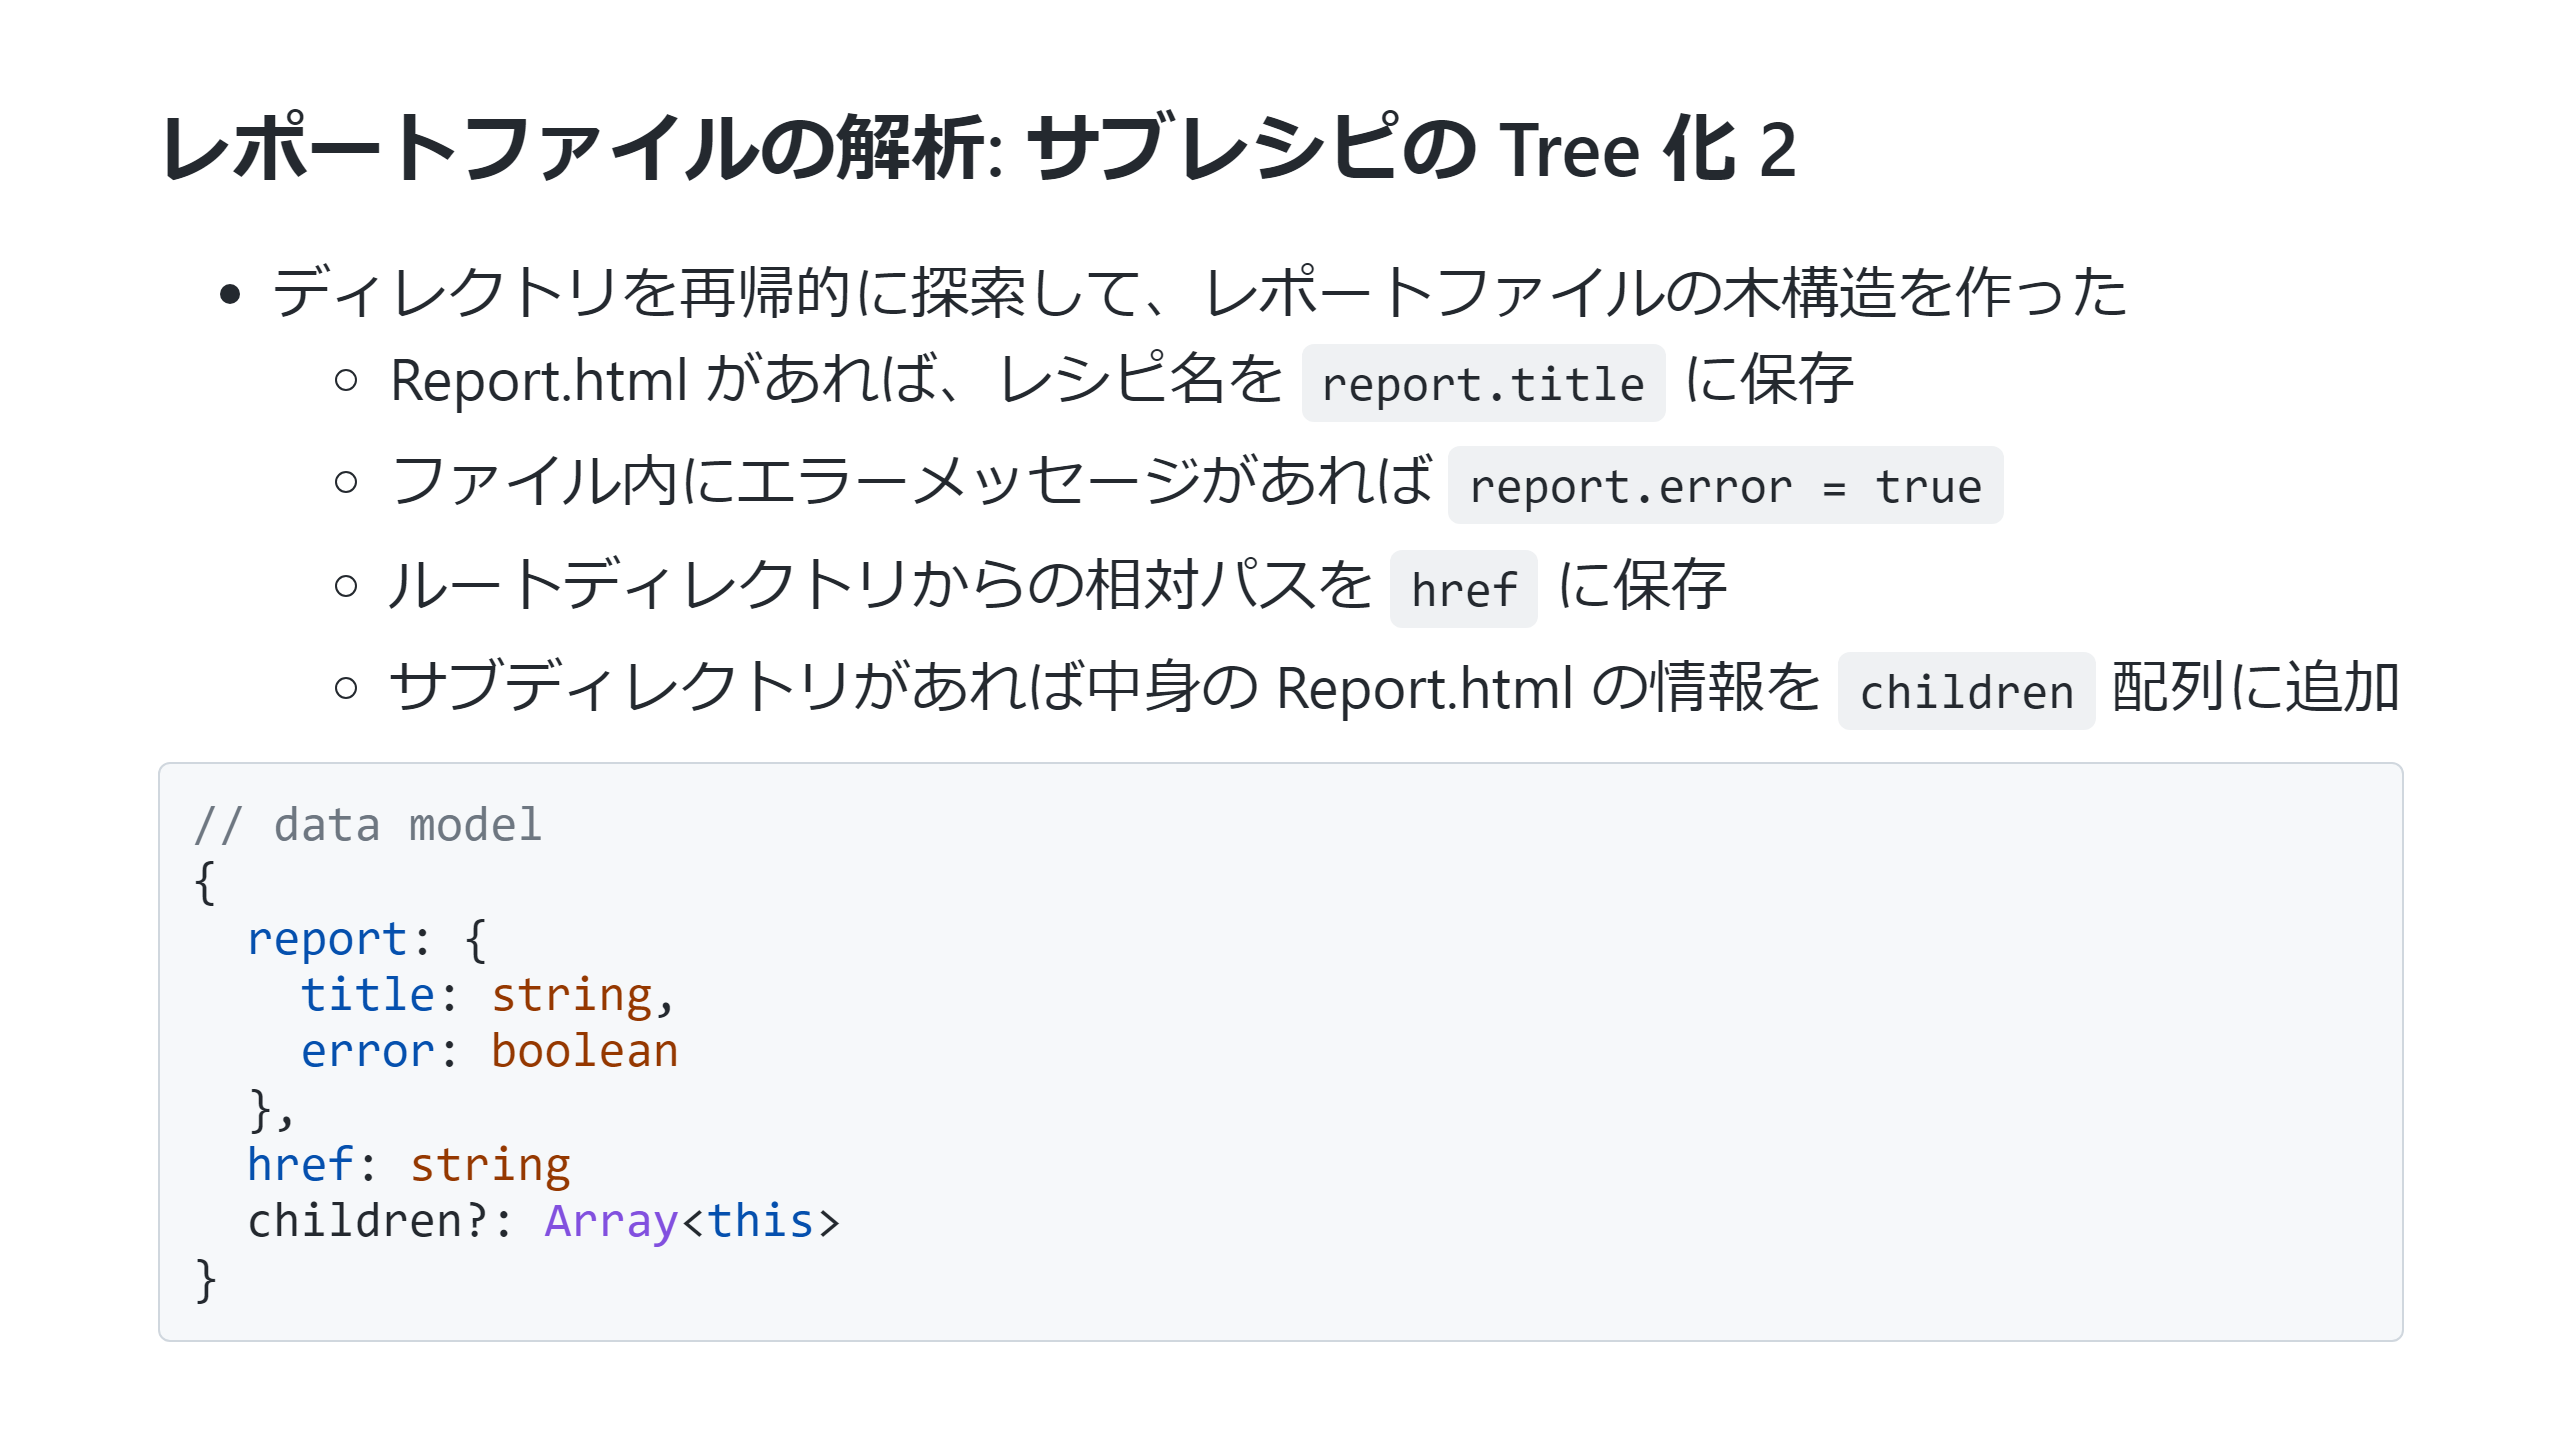 レポートファイルの解析: サブレシピの Tree 化 2
ディレクトリを再帰的に探索して、レポートファイルの木構造を作った
Report.html があれば、レシピ名を report.title に保存
ファイル内にエラーメッセージがあれば report.error = true
ルートディレクトリからの相対パスを href に保存
サブディレクトリがあれば中身の Report.html の情報を children 配列に追加
// data model
{
  report: {
    title: string,
    error: boolean
  },
  href: string
  children?: Array<this>
}